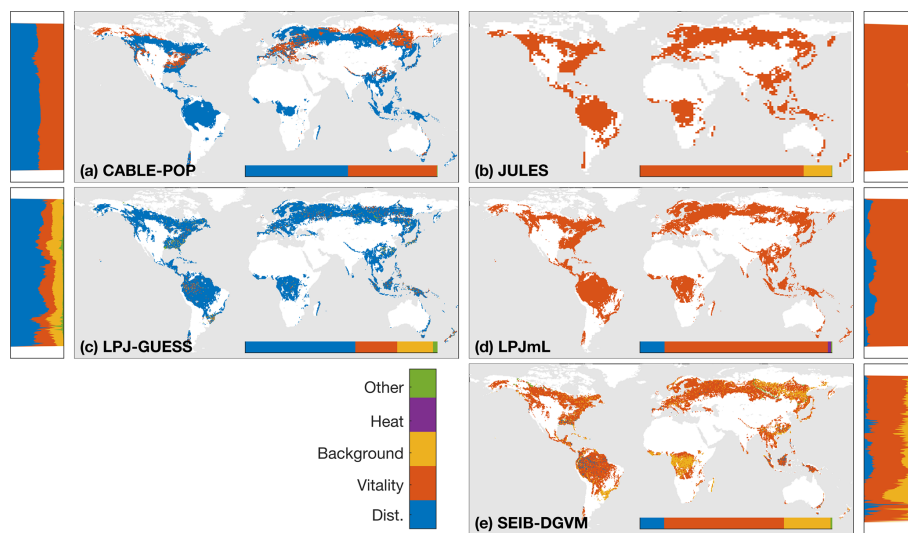 (a) CABLE-POP
(b) JULES
(c) LPJ-GUESS
(d) LPJmL
Other
Heat
Background
Vitality
Dist.
(e) SEIB-DGVM